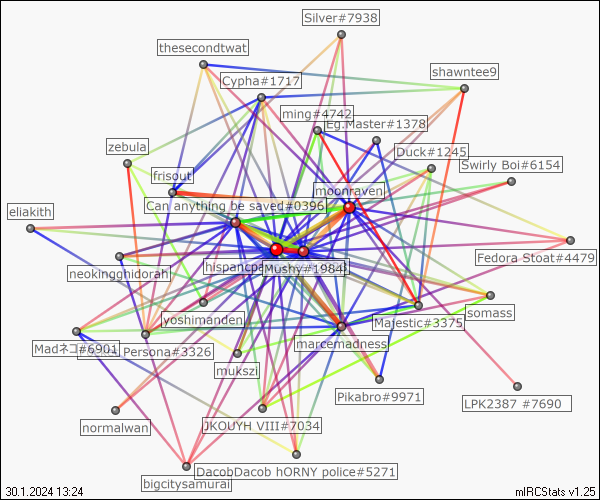 Silver#7938
thesecondtwat
shawntee9
Cypha#1717
ming#4742
Eg.Master#1378
zebula
Duck#1245
Swirly Boi#6154
frisout
moonraven
Can anything be saved#0396
eliakith
Fedora Stoat#4479
neokingghidorah
hispancpa
Mushy#1984
somass
yoshimanden
Majestic#3375
Madネコ#6901
Persona#3326
marcemadness
mukszi
Pikabro#9971
LPK2387 #7690
normalwan
JKOUYH VIII#7034
DacobDacob hORNY police#5271
bigcitysamurai
30.1.2024 13:24
mIRCStats v1.25